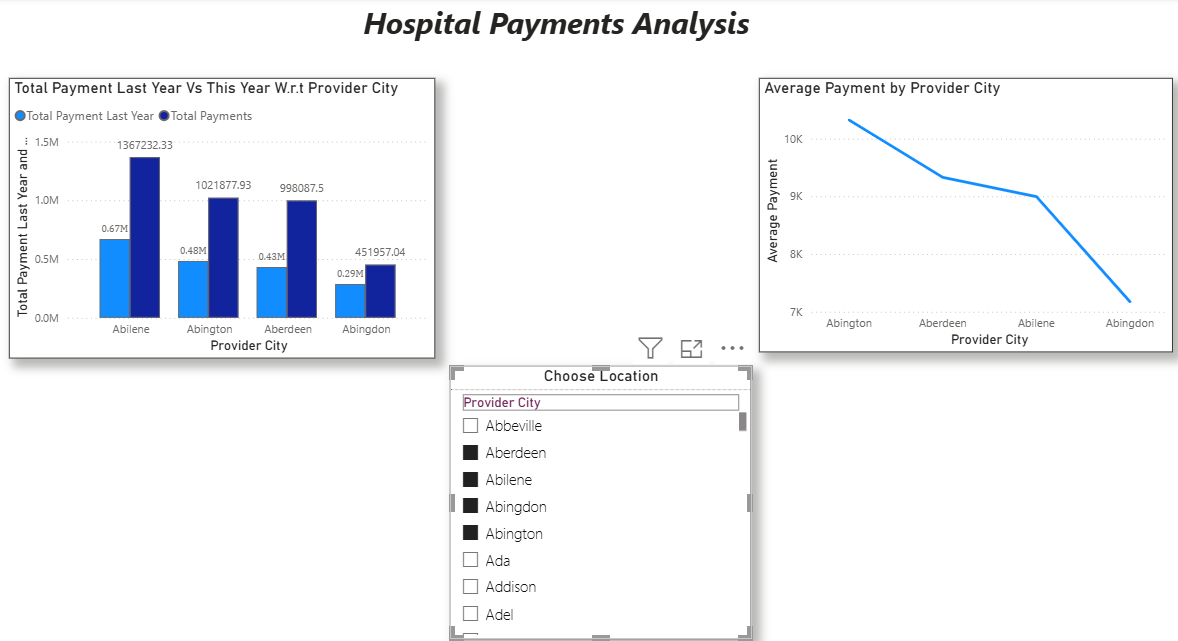 Hospital Payments Analysis
Total Payment Last Year Vs This Year W.r.t Provider City
Total Payment Last Year Total Payments
Total Payment Last Year and ...
1.5M
1.0M
0.5M
0.0M
1367232.33
0.67M
1021877.93
0.48M
998087.5
0.43M
451957.04
0.29M
Abilene Abington Aberdeen Abingdon
Provider City
Average Payment by Provider City
Average Payment
10K
9K
8K
7K
Abington Aberdeen Abilene Abingdon
Provider City
Choose Location
Provider City
Abbeville
Aberdeen
Abilene
Abingdon
Abington
Ada
Addison
Adel